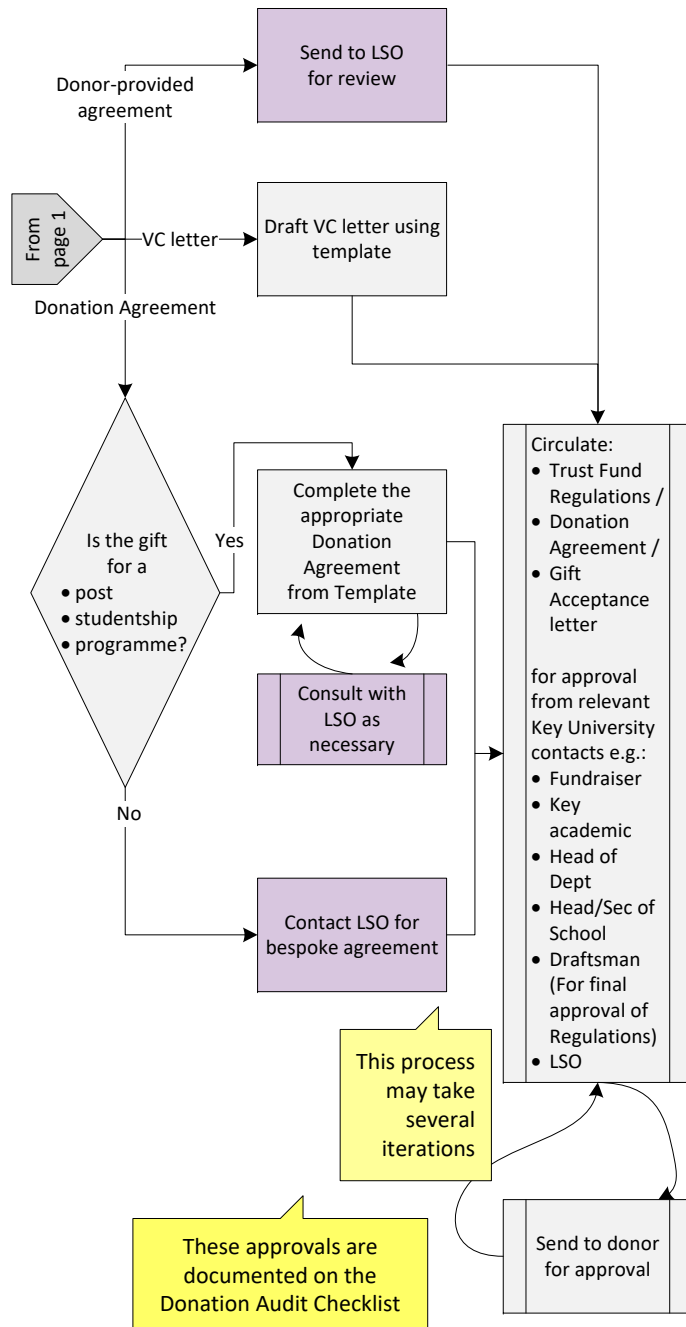 Send to LSO
for review
Donor-provided
agreement
From
page 1
VC letter
Draft VC letter using
template
Donation Agreement
Is the gift
for a
• post
• studentship
• programme?
Yes
Complete the
appropriate
Donation
Agreement
from Template
Consult with
LSO as
necessary
No
Contact LSO for
bespoke agreement
Circulate:
• Trust Fund
Regulations /
• Donation
Agreement /
• Gift
Acceptance
letter
for approval
from relevant
Key University
contacts e.g.:
• Fundraiser
• Key
academic
• Head of
Dept
• Head/Sec of
School
• Draftsman
(For final
approval of
Regulations)
• LSO
This process
may take
several
iterations
Send to donor
for approval
These approvals are
documented on the
Donation Audit Checklist